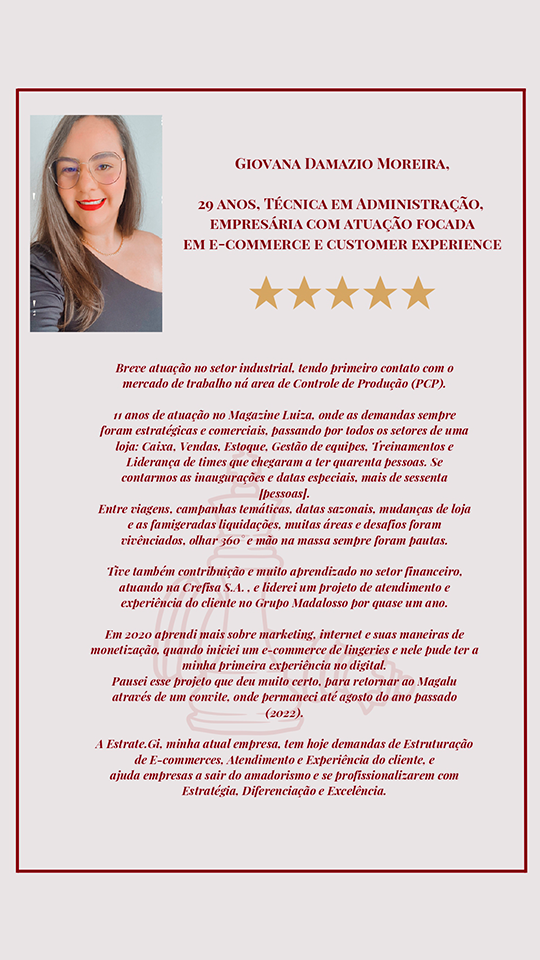 Giovana Damazio Moreira,
29 anos, Técnica em Administração,
empresária com atuação focada
em e-commerce e customer experience
Breve atuação no setor industrial, tendo primeiro contato com o
mercado de trabalho ná area de Controle de Produção (PCP).
11 anos de atuação no Magazine Luiza, onde as demandas sempre
foram estratégicas e comerciais, passando por todos os setores de uma
loja: Caixa, Vendas, Estoque, Gestão de equipes, Treinamentos e
Liderança de times que chegaram a ter quarenta pessoas. Se
contarmos as inaugurações e datas especiais, mais de sessenta
[pessoas].
Entre viagens, campanhas temáticas, datas sazonais, mudanças de loja
e as famigeradas liquidações, muitas áreas e desafios foram
vivênciados, olhar 360° e mão na massa sempre foram pautas.
Tive também contribuição e muito aprendizado no setor financeiro,
atuando na Crefisa S.A. , e liderei um projeto de atendimento e
experiência do cliente no Grupo Madalosso por quase um ano.
Em 2020 aprendi mais sobre marketing, internet e suas maneiras de
monetização, quando iniciei um e-commerce de lingeries e nele pude ter a
minha primeira experiência no digital.
Pausei esse projeto que deu muito certo, para retornar ao Magalu
através de um convite, onde permaneci até agosto do ano passado
(2022).
A Estrate.Gi, minha atual empresa, tem hoje demandas de Estruturação
de E-commerces, Atendimento e Experiência do cliente, e
ajuda empresas a sair do amadorismo e se profissionalizarem com
Estratégia, Diferenciação e Excelência.